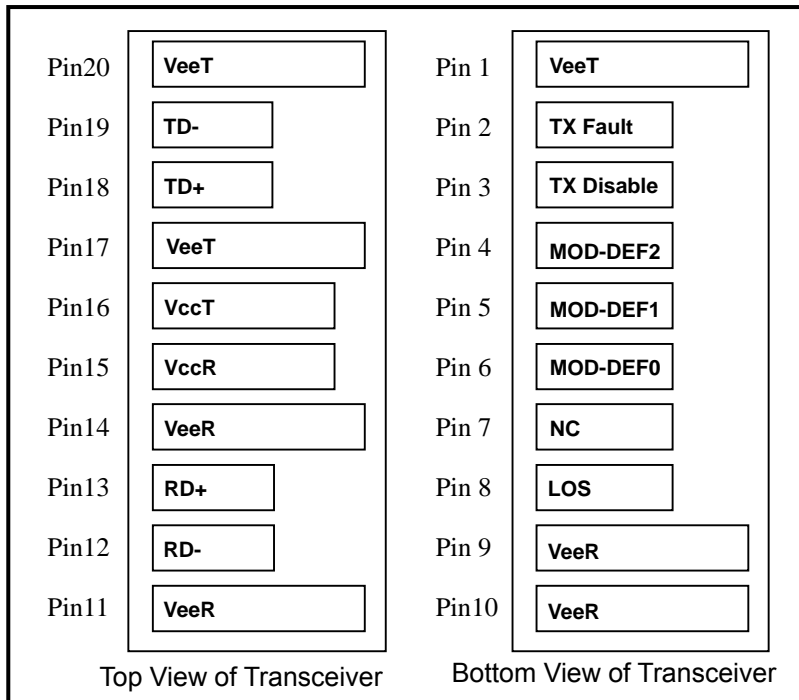 Pin20 VeeT
Pin19 TD-
Pin18 TD+
Pin17 VeeT
Pin16 VccT
Pin15 VccR
Pin14 VeeR
Pin13 RD+
Pin12 RD-
Pin11 VeeR
Top View of Transceiver
Pin 1 VeeT
Pin 2 TX Fault
Pin 3 TX Disable
Pin 4 MOD-DEF2
Pin 5 MOD-DEF1
Pin 6 MOD-DEF0
Pin 7 NC
Pin 8 LOS
Pin 9 VeeR
Pin10 VeeR
Bottom View of Transceiver